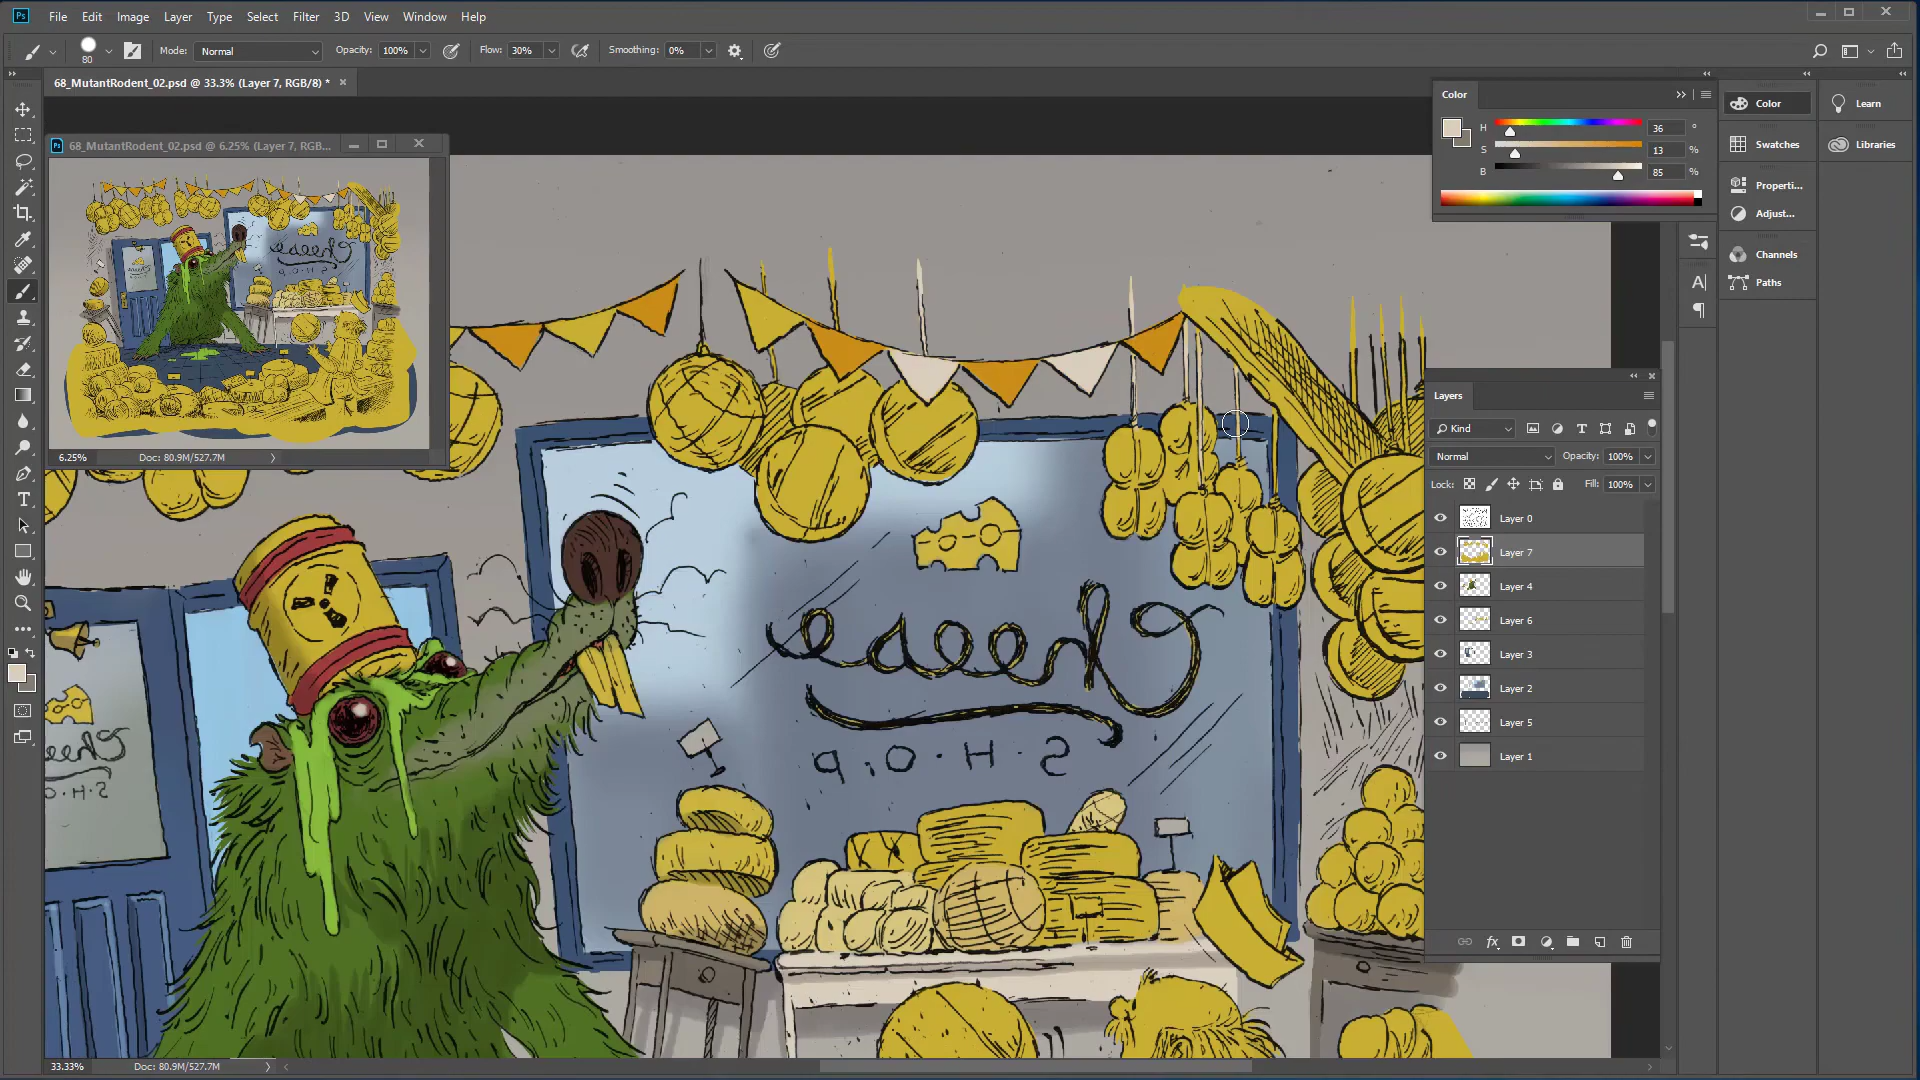 Ps File Edit Image Layer Type Select Filter 3D View Window Help
80 Mode: Normal Opacity: 100% Flow: 30% Smoothing: 0%
68_MutantRodent_02.psd @ 33.3% (Layer 7, RGB/8) *
68_MutantRodent_02.psd @ 6.25% (Layer 7, RGB...
6.25% Doc: 80.9M/527.7M
Color
H 36 °
S 13 %
B 85 %
Color
Swatches
Properti...
Adjust...
Channels
Paths
Learn
Libraries
Layers
Kind
Normal Opacity: 100%
Lock: Fill: 100%
Layer 0
Layer 7
Layer 4
Layer 6
Layer 3
Layer 2
Layer 5
Layer 1
fx
33.33% Doc: 80.9M/527.7M